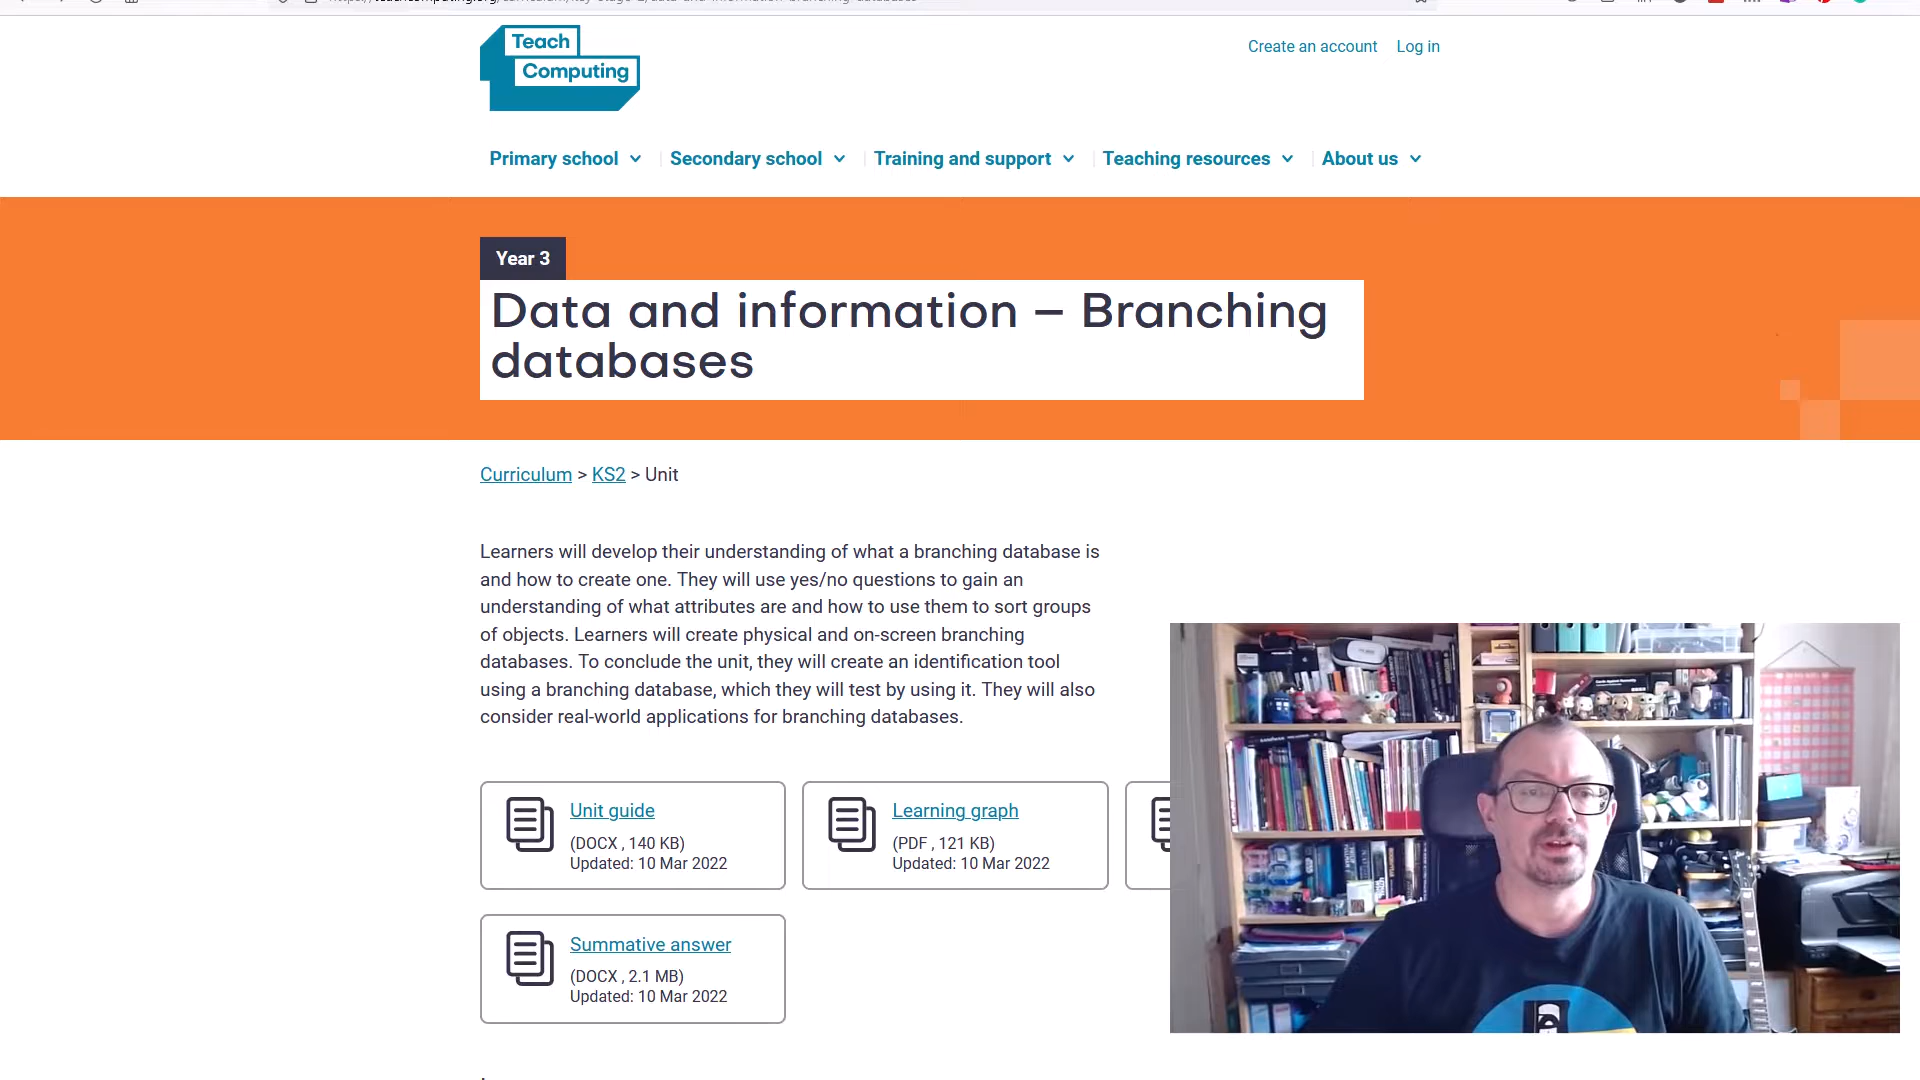 Teach
Computing
Create an account
Log in
Primary school
Secondary school
Training and support
Teaching resources
About us
Year 3
Data and information – Branching
databases
Curriculum > KS2 > Unit
Learners will develop their understanding of what a branching database is
and how to create one. They will use yes/no questions to gain an
understanding of what attributes are and how to use them to sort groups
of objects. Learners will create physical and on-screen branching
databases. To conclude the unit, they will create an identification tool
using a branching database, which they will test by using it. They will also
consider real-world applications for branching databases.
Unit guide
(DOCX , 140 KB)
Updated: 10 Mar 2022
Learning graph
(PDF , 121 KB)
Updated: 10 Mar 2022
Summative answer
(DOCX , 2.1 MB)
Updated: 10 Mar 2022